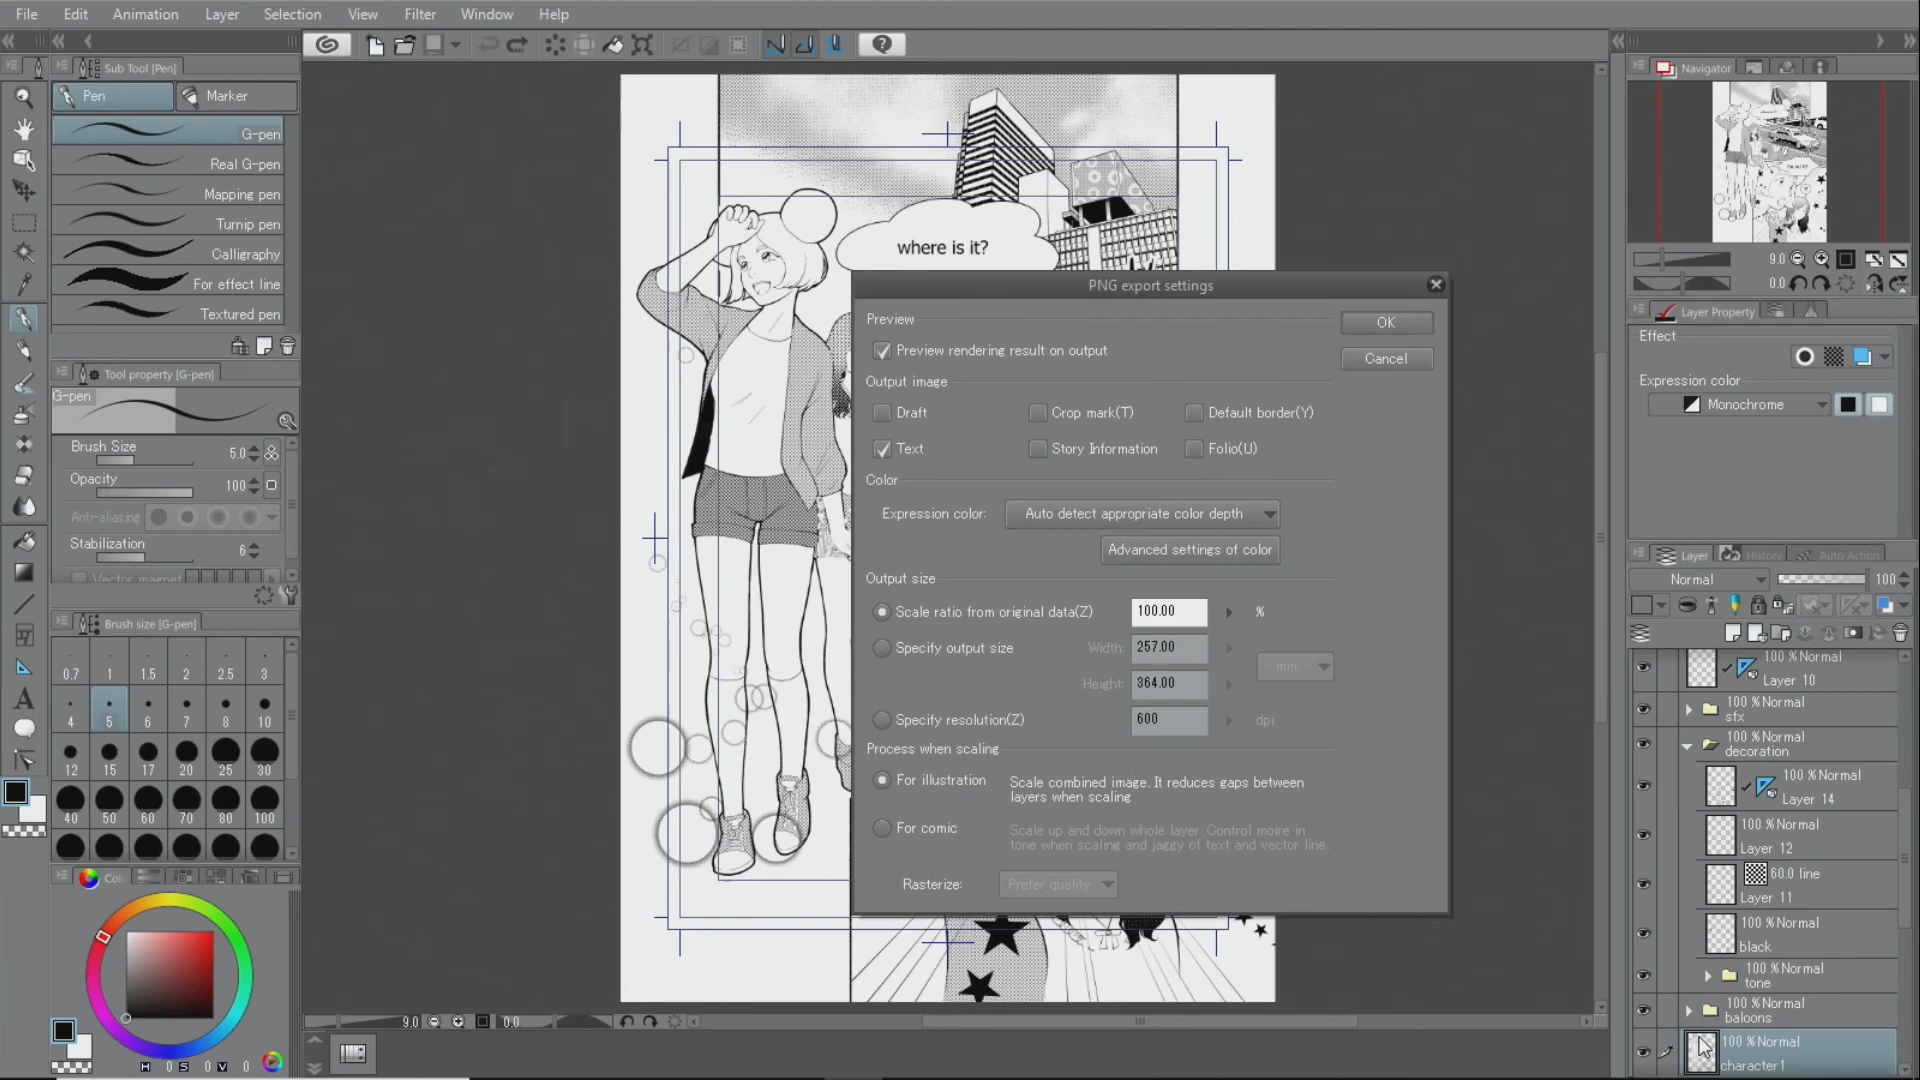 File Edit Animation Layer Selection View Filter Window Help
Sub Tool [Pen]
Pen
Marker
G-pen
Real G-pen
Mapping pen
Turnip pen
Calligraphy
For effect line
Textured pen
Tool property [G-pen]
G-pen
Brush Size 5.0
Opacity 100
Anti-aliasing
Stabilization 6
Vector magnet
Brush size [G-pen]
0.7 1 1.5 2 2.5 3
4 5 6 7 8 10
12 15 17 20 25 30
40 50 60 70 80 100
Col
H 0 S 0 V 0
where is it?
PNG export settings
Preview
OK
Preview rendering result on output
Cancel
Output image
Draft
Crop mark(T)
Default border(Y)
Text
Story Information
Folio(U)
Color
Expression color: Auto detect appropriate color depth
Advanced settings of color
Output size
Scale ratio from original data(Z) 100.00 %
Specify output size Width: 257.00 mm
Height: 364.00
Specify resolution(Z) 600 dpi
Process when scaling
For illustration
Scale combined image. It reduces gaps between
layers when scaling
For comic
Scale up and down whole layer. Control moire in
tone when scaling and jaggy of text and vector line.
Rasterize: Prefer quality
9.0 0.0
Navigator
9.0
0.0
Layer Property
Effect
Expression color
Monochrome
Layer History Auto Action
Normal 100
100 %Normal
Layer 10
100 %Normal
sfx
100 %Normal
decoration
100 %Normal
Layer 14
100 %Normal
Layer 12
60.0 line
Layer 11
100 %Normal
black
100 %Normal
tone
100 %Normal
baloons
100 %Normal
character1